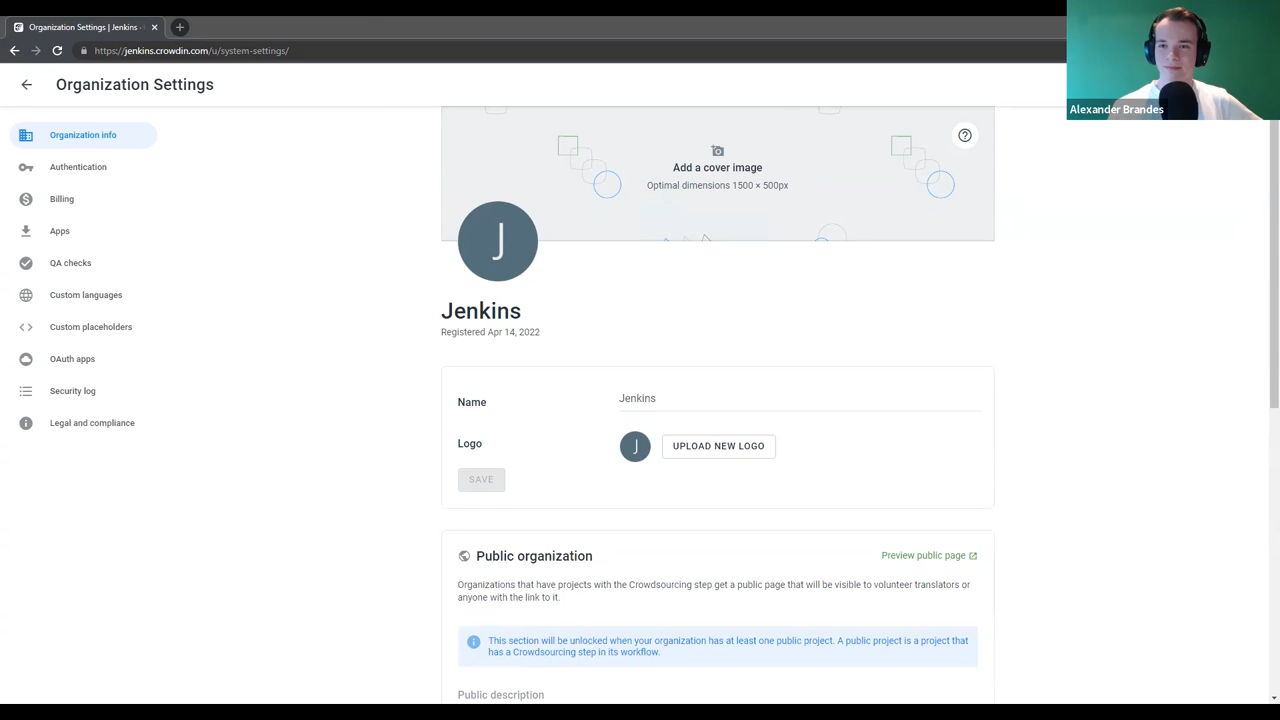 Organization Settings | Jenkins
https://jenkins.crowdin.com/u/system-settings/
Alexander Brandes
Organization Settings
Organization info
Authentication
Billing
Apps
QA checks
Custom languages
Custom placeholders
OAuth apps
Security log
Legal and compliance
Add a cover image
Optimal dimensions 1500 × 500px
J
Jenkins
Registered Apr 14, 2022
Name
Jenkins
Logo
J
UPLOAD NEW LOGO
SAVE
Public organization
Preview public page
Organizations that have projects with the Crowdsourcing step get a public page that will be visible to volunteer translators or
anyone with the link to it.
This section will be unlocked when your organization has at least one public project. A public project is a project that
has a Crowdsourcing step in its workflow.
Public description